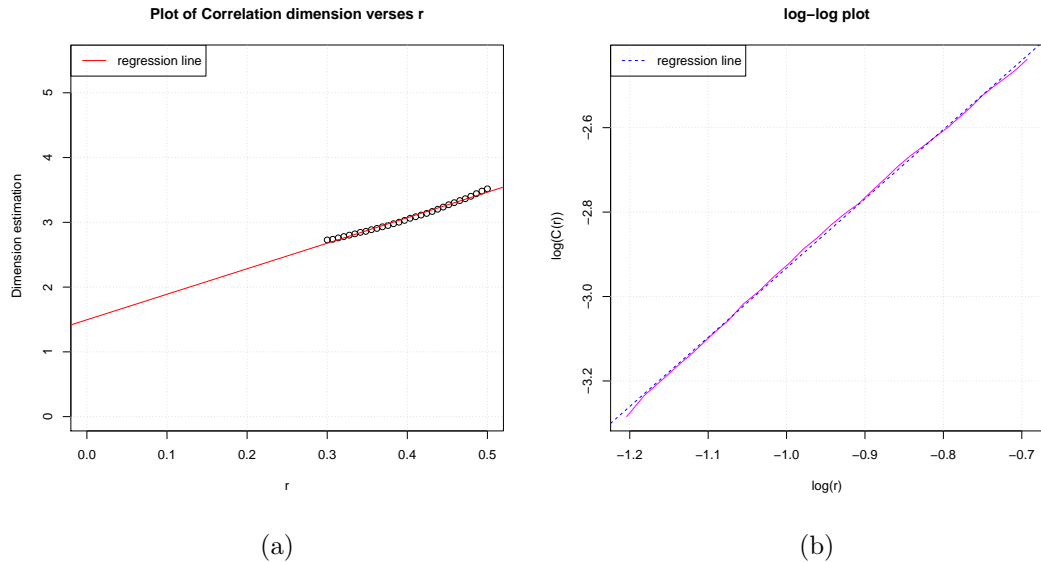 Plot of Correlation dimension verses r
regression line
Dimension estimation
5
4
3
2
1
0
0.0 0.1 0.2 0.3 0.4 0.5
r
(a)
log−log plot
regression line
log(C(r))
−2.6
−2.8
−3.0
−3.2
−1.2 −1.1 −1.0 −0.9 −0.8 −0.7
log(r)
(b)